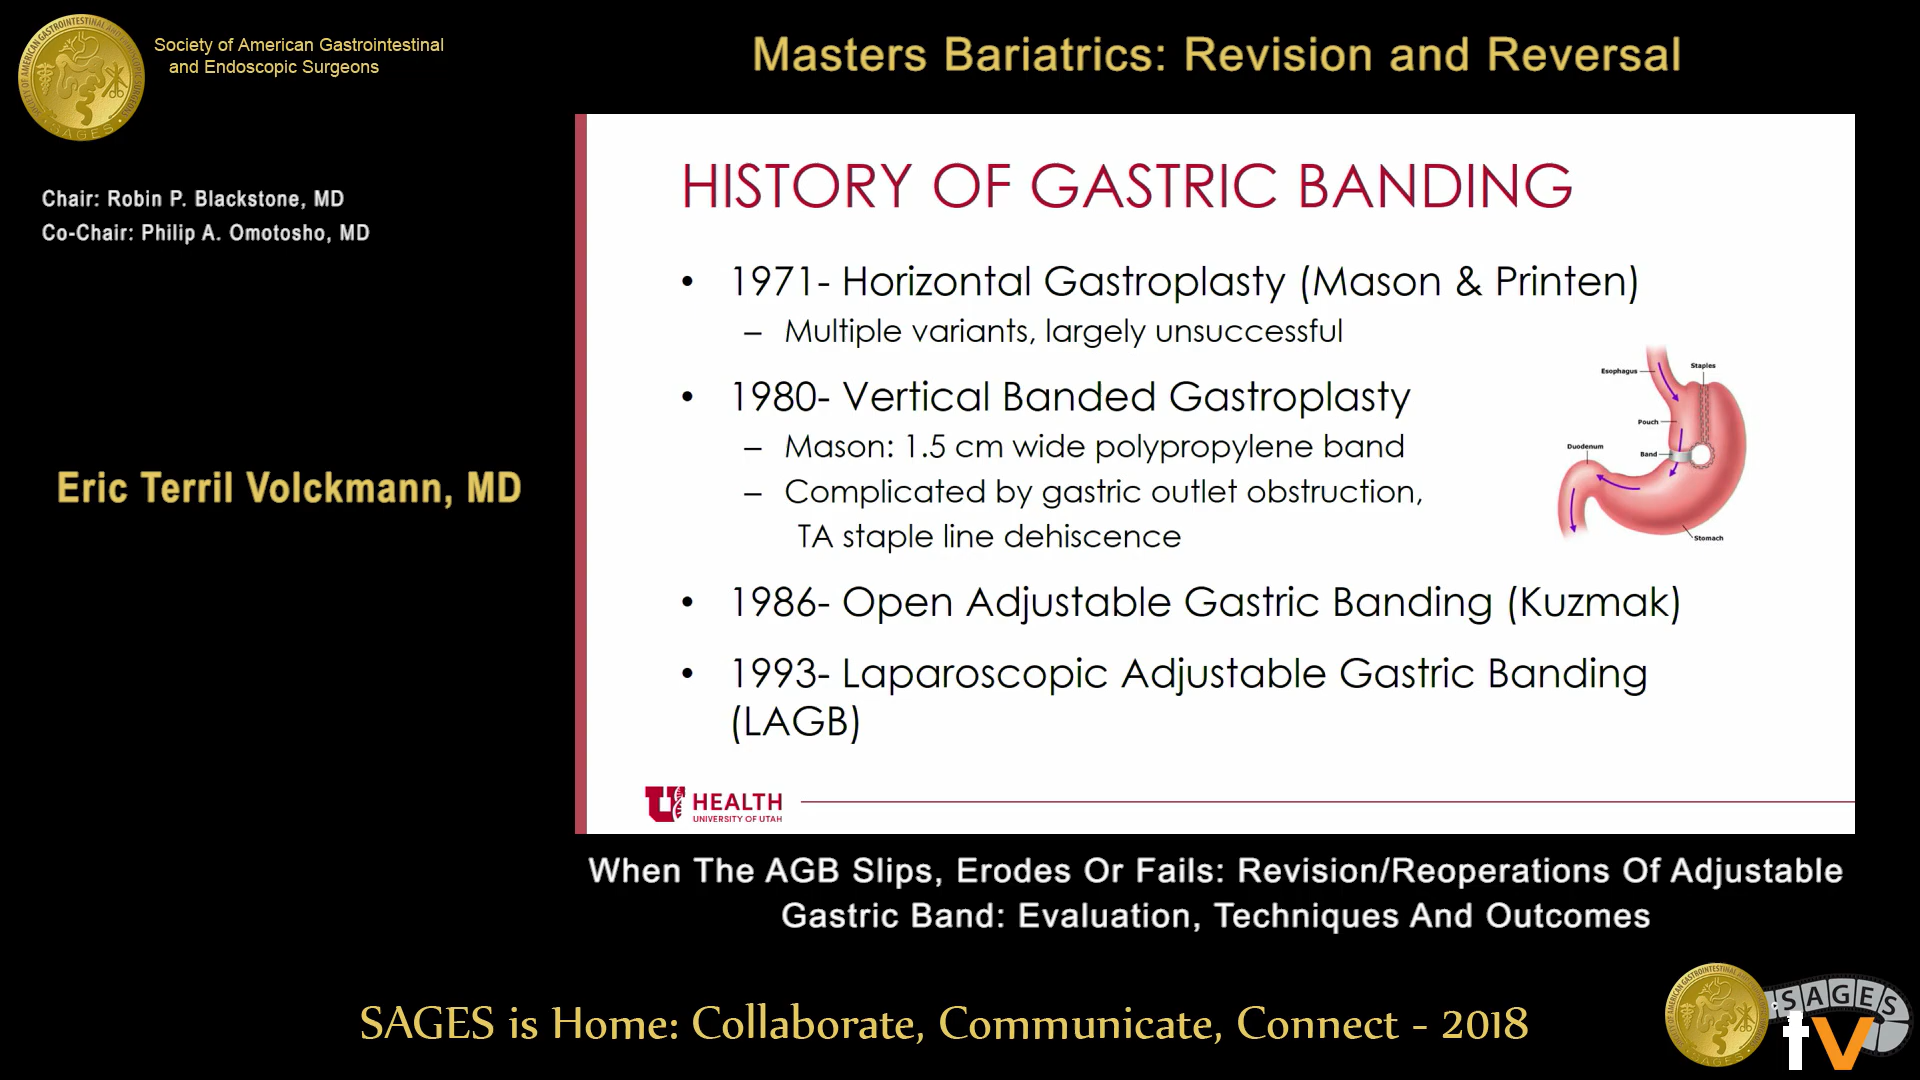 Society of American Gastrointestinal
and Endoscopic Surgeons
Masters Bariatrics: Revision and Reversal
Chair: Robin P. Blackstone, MD
Co-Chair: Philip A. Omotosho, MD
Eric Terril Volckmann, MD
HISTORY OF GASTRIC BANDING
• 1971- Horizontal Gastroplasty (Mason & Printen)
– Multiple variants, largely unsuccessful
• 1980- Vertical Banded Gastroplasty
– Mason: 1.5 cm wide polypropylene band
– Complicated by gastric outlet obstruction,
TA staple line dehiscence
• 1986- Open Adjustable Gastric Banding (Kuzmak)
• 1993- Laparoscopic Adjustable Gastric Banding
(LAGB)
Esophagus
Staples
Pouch
Duodenum
Band
Stomach
U HEALTH
UNIVERSITY OF UTAH
When The AGB Slips, Erodes Or Fails: Revision/Reoperations Of Adjustable
Gastric Band: Evaluation, Techniques And Outcomes
SAGES is Home: Collaborate, Communicate, Connect - 2018
SAGES
tv